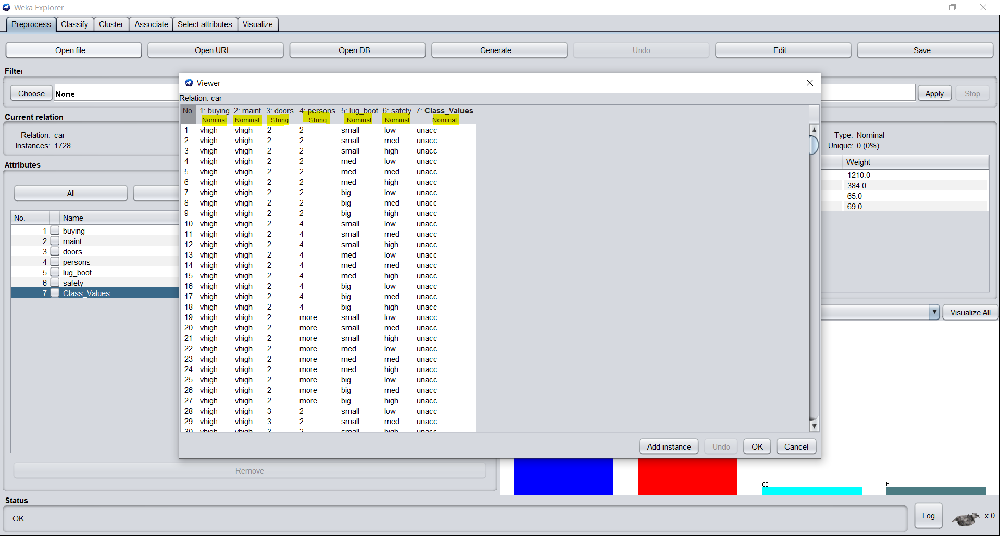 Weka Explorer
Preprocess Classify Cluster Associate Select attributes Visualize
Open file... Open URL... Open DB... Generate... Undo Edit... Save...
Filter
Choose None Apply Stop
Current relation
Relation: car
Instances: 1728
Attributes
All
No. Name
1 buying
2 maint
3 doors
4 persons
5 lug_boot
6 safety
7 Class_Values
Remove
Viewer
Relation: car
No. 1: buying 2: maint 3: doors 4: persons 5: lug_boot 6: safety 7: Class_Values
Nominal Nominal String String Nominal Nominal Nominal
1 vhigh vhigh 2 2 small low unacc
2 vhigh vhigh 2 2 small med unacc
3 vhigh vhigh 2 2 small high unacc
4 vhigh vhigh 2 2 med low unacc
5 vhigh vhigh 2 2 med med unacc
6 vhigh vhigh 2 2 med high unacc
7 vhigh vhigh 2 2 big low unacc
8 vhigh vhigh 2 2 big med unacc
9 vhigh vhigh 2 2 big high unacc
10 vhigh vhigh 2 4 small low unacc
11 vhigh vhigh 2 4 small med unacc
12 vhigh vhigh 2 4 small high unacc
13 vhigh vhigh 2 4 med low unacc
14 vhigh vhigh 2 4 med med unacc
15 vhigh vhigh 2 4 med high unacc
16 vhigh vhigh 2 4 big low unacc
17 vhigh vhigh 2 4 big med unacc
18 vhigh vhigh 2 4 big high unacc
19 vhigh vhigh 2 more small low unacc
20 vhigh vhigh 2 more small med unacc
21 vhigh vhigh 2 more small high unacc
22 vhigh vhigh 2 more med low unacc
23 vhigh vhigh 2 more med med unacc
24 vhigh vhigh 2 more med high unacc
25 vhigh vhigh 2 more big low unacc
26 vhigh vhigh 2 more big med unacc
27 vhigh vhigh 2 more big high unacc
28 vhigh vhigh 3 2 small low unacc
29 vhigh vhigh 3 2 small med unacc
30 vhigh vhigh 3 2 small high unacc
Add instance Undo OK Cancel
Type: Nominal
Unique: 0 (0%)
Weight
1210.0
384.0
65.0
69.0
Visualize All
65
69
Status
OK
Log
x 0